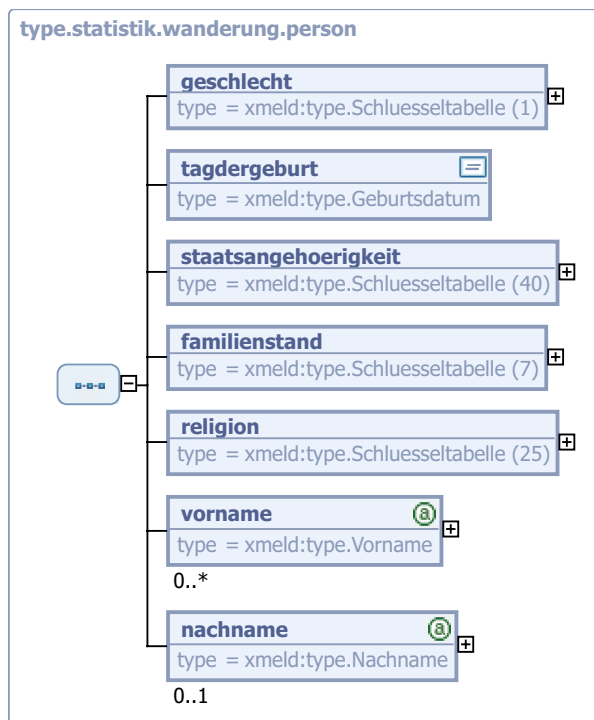 type.statistik.wanderung.person
geschlecht
type = xmeld:type.Schluesseltabelle (1)
tagdergeburt
type = xmeld:type.Geburtsdatum
staatsangehoerigkeit
type = xmeld:type.Schluesseltabelle (40)
familienstand
type = xmeld:type.Schluesseltabelle (7)
religion
type = xmeld:type.Schluesseltabelle (25)
vorname
type = xmeld:type.Vorname
0..*
nachname
type = xmeld:type.Nachname
0..1